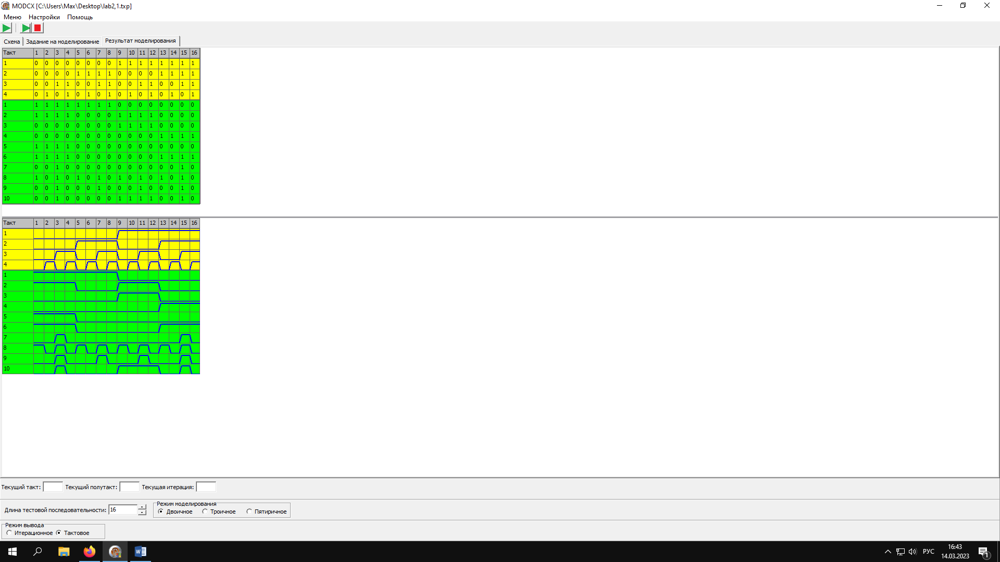 MODCX [C:\Users\Max\Desktop\lab2,1.txp]
Меню Настройки Помощь
Схема Задание на моделирование Результат моделирования
Такт 1 2 3 4 5 6 7 8 9 10 11 12 13 14 15 16
1 0 0 0 0 0 0 0 0 1 1 1 1 1 1 1 1
2 0 0 0 0 1 1 1 1 0 0 0 0 1 1 1 1
3 0 0 1 1 0 0 1 1 0 0 1 1 0 0 1 1
4 0 1 0 1 0 1 0 1 0 1 0 1 0 1 0 1
1 1 1 1 1 1 1 1 1 0 0 0 0 0 0 0 0
2 1 1 1 1 0 0 0 0 1 1 1 1 0 0 0 0
3 0 0 0 0 0 0 0 0 1 1 1 1 0 0 0 0
4 0 0 0 0 0 0 0 0 0 0 0 0 1 1 1 1
5 1 1 1 1 0 0 0 0 0 0 0 0 0 0 0 0
6 1 1 1 1 0 0 0 0 0 0 0 0 1 1 1 1
7 0 0 1 0 0 0 0 0 0 0 0 0 0 0 1 0
8 1 0 1 0 1 0 1 0 1 0 1 0 1 0 1 0
9 0 0 1 0 0 0 1 0 0 0 1 0 0 0 1 0
10 0 0 1 0 0 0 0 0 1 1 1 1 0 0 1 0
Такт 1 2 3 4 5 6 7 8 9 10 11 12 13 14 15 16
1
2
3
4
1
2
3
4
5
6
7
8
9
10
Текущий такт: Текущий полутакт: Текущая итерация:
Режим моделирования
Длина тестовой последовательности: 16 Двоичное Троичное Пятиричное
Режим вывода
Итерационное Тактовое
16:43
РУС
14.03.2023
1